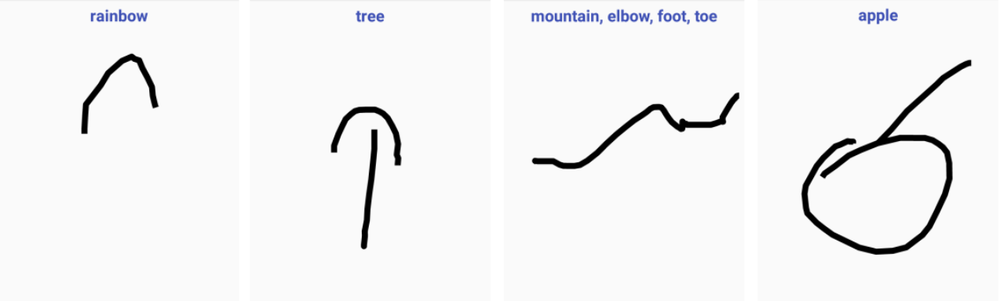 rainbow
tree
mountain, elbow, foot, toe
apple